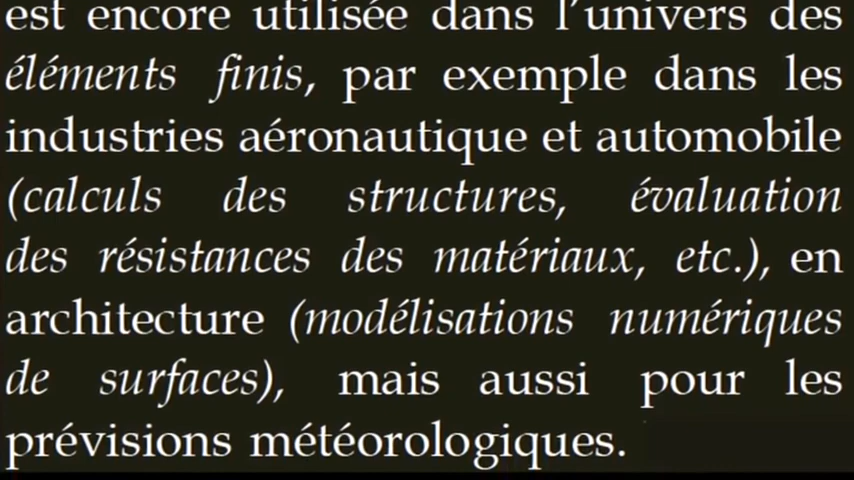 est encore utilisée dans l'univers des
éléments finis, par exemple dans les
industries aéronautique et automobile
(calculs des structures, évaluation
des résistances des matériaux, etc.), en
architecture (modélisations numériques
de surfaces), mais aussi pour les
prévisions météorologiques.